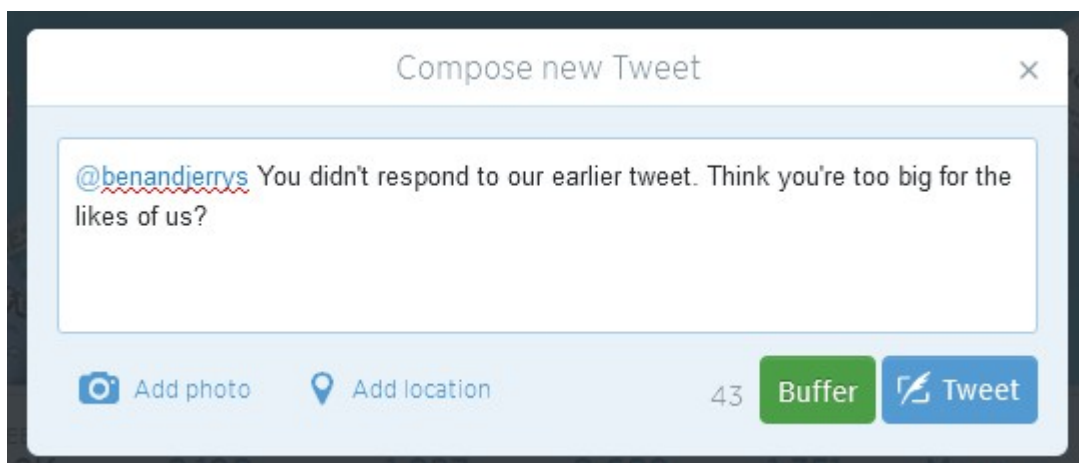 Compose new Tweet ×
@benandjerrys You didn't respond to our earlier tweet. Think you're too big for the
likes of us?
Add photo Add location 43 Buffer Tweet